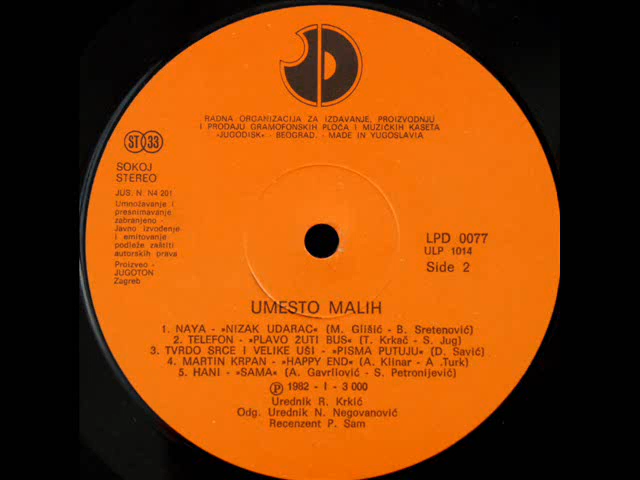 RADNA ORGANIZACIJA ZA IZDAVANJE, PROIZVODNJU
I PRODAJU GRAMOFONSKIH PLOČA I MUZIČKIH KASETA
»JUGODISK« - BEOGRAD. - MADE IN YUGOSLAVIA
ST 33
SOKOJ
STEREO
JUS. N. N4 201
Umnožavanje i
presnimavanje
zabranjeno -
Javno izvođenje
i emitovanje
podleže zaštiti
autorskih prava
Proizveo -
JUGOTON
Zagreb
LPD 0077
ULP 1014
Side 2
UMESTO MALIH
1. NAYA - »NIZAK UDARAC« (M. Glišić - B. Sretenović)
2. TELEFON - »PLAVO ŽUTI BUS« (T. Krkač - S. Jug)
3. TVRDO SRCE I VELIKE UŠI - »PISMA PUTUJU« (D. Savić)
4. MARTIN KRPAN - »HAPPY END« (A. Klinar - A .Turk)
5. HANI - »SAMA« (A. Gavrilović - S. Petronijević)
℗ 1982 - I - 3 000
Urednik R. Krkić
Odg. Urednik N. Negovanović
Recenzent P. Sam